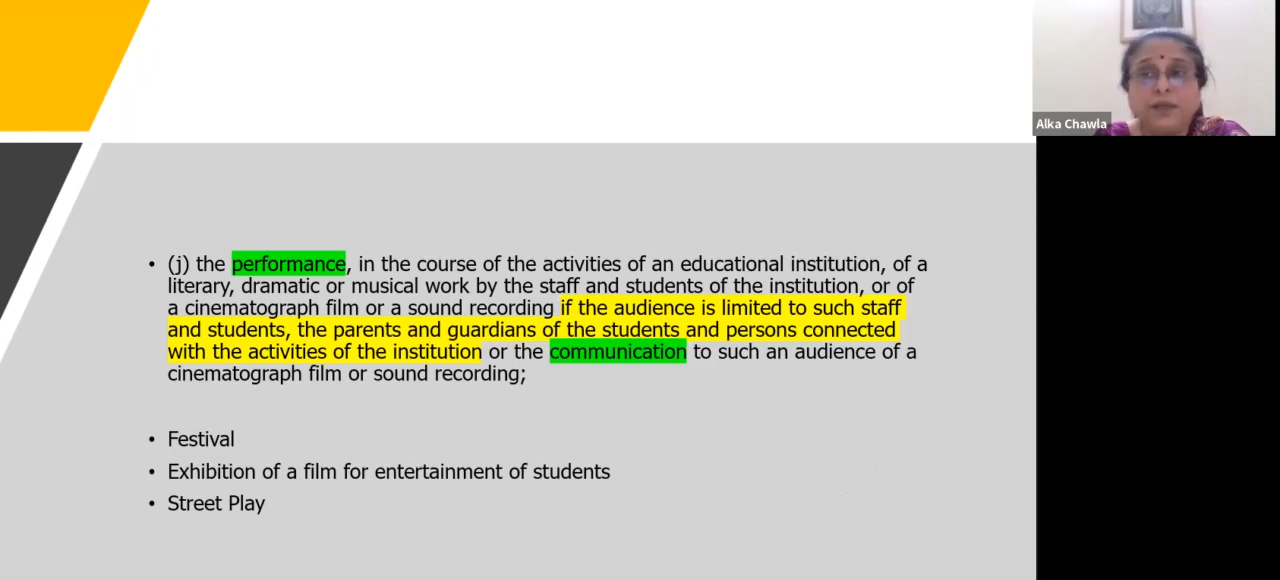 Alka Chawla
• (j) the performance, in the course of the activities of an educational institution, of a
literary, dramatic or musical work by the staff and students of the institution, or of
a cinematograph film or a sound recording if the audience is limited to such staff
and students, the parents and guardians of the students and persons connected
with the activities of the institution or the communication to such an audience of a
cinematograph film or sound recording;
• Festival
• Exhibition of a film for entertainment of students
• Street Play